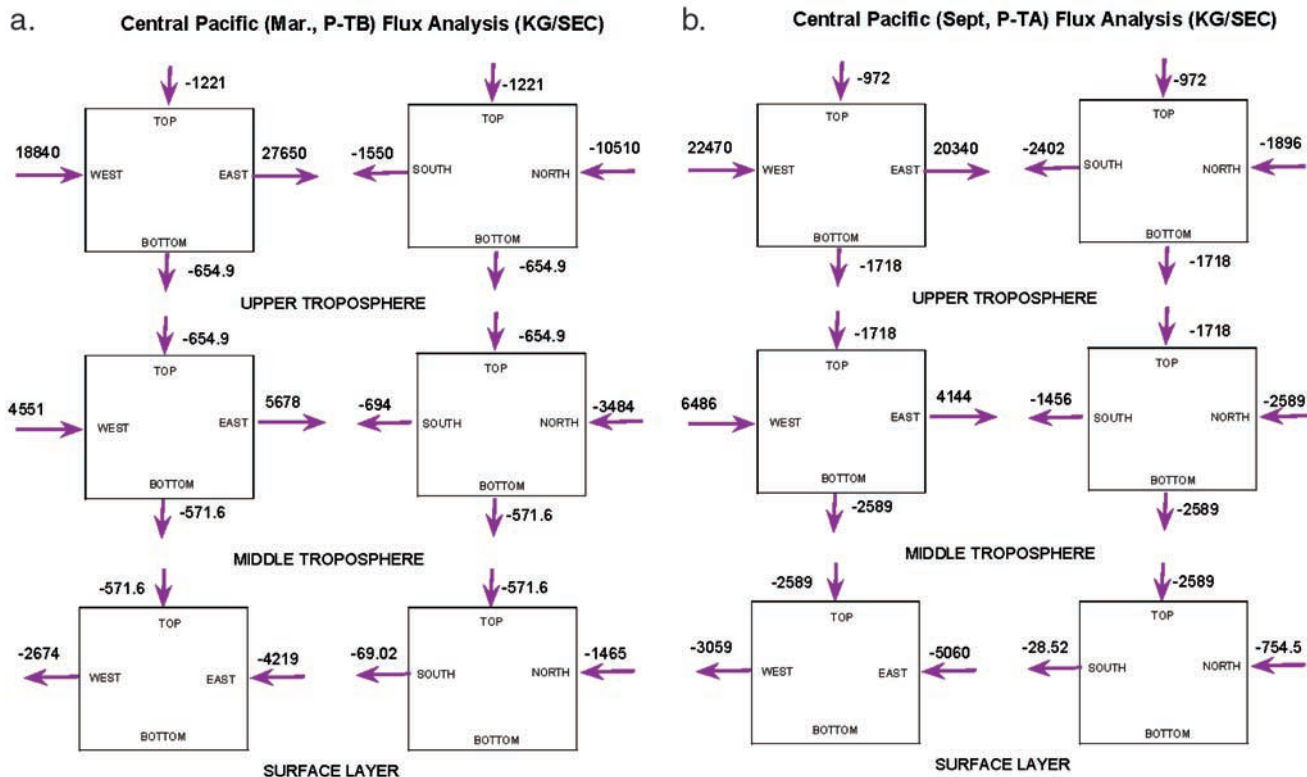 a. Central Pacific (Mar., P-TB) Flux Analysis (KG/SEC)
-1221 -1221
TOP TOP
18840 27650 -1550 -10510
WEST EAST SOUTH NORTH
BOTTOM BOTTOM
-654.9 -654.9
UPPER TROPOSPHERE
-654.9 -654.9
TOP TOP
4551 5678 -694 -3484
WEST EAST SOUTH NORTH
BOTTOM BOTTOM
-571.6 -571.6
MIDDLE TROPOSPHERE
-571.6 -571.6
TOP TOP
-2674 -4219 -69.02 -1465
WEST EAST SOUTH NORTH
BOTTOM BOTTOM
SURFACE LAYER
b. Central Pacific (Sept, P-TA) Flux Analysis (KG/SEC)
-972 -972
TOP TOP
22470 20340 -2402 -1896
WEST EAST SOUTH NORTH
BOTTOM BOTTOM
-1718 -1718
UPPER TROPOSPHERE
-1718 -1718
TOP TOP
6486 4144 -1456 -2589
WEST EAST SOUTH NORTH
BOTTOM BOTTOM
-2589 -2589
MIDDLE TROPOSPHERE
-2589 -2589
TOP TOP
-3059 -5060 -28.52 -754.5
WEST EAST SOUTH NORTH
BOTTOM BOTTOM
SURFACE LAYER